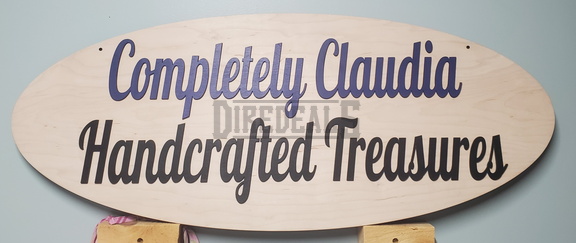 Completely Claudia
DIREDEALS
Handcrafted Treasures